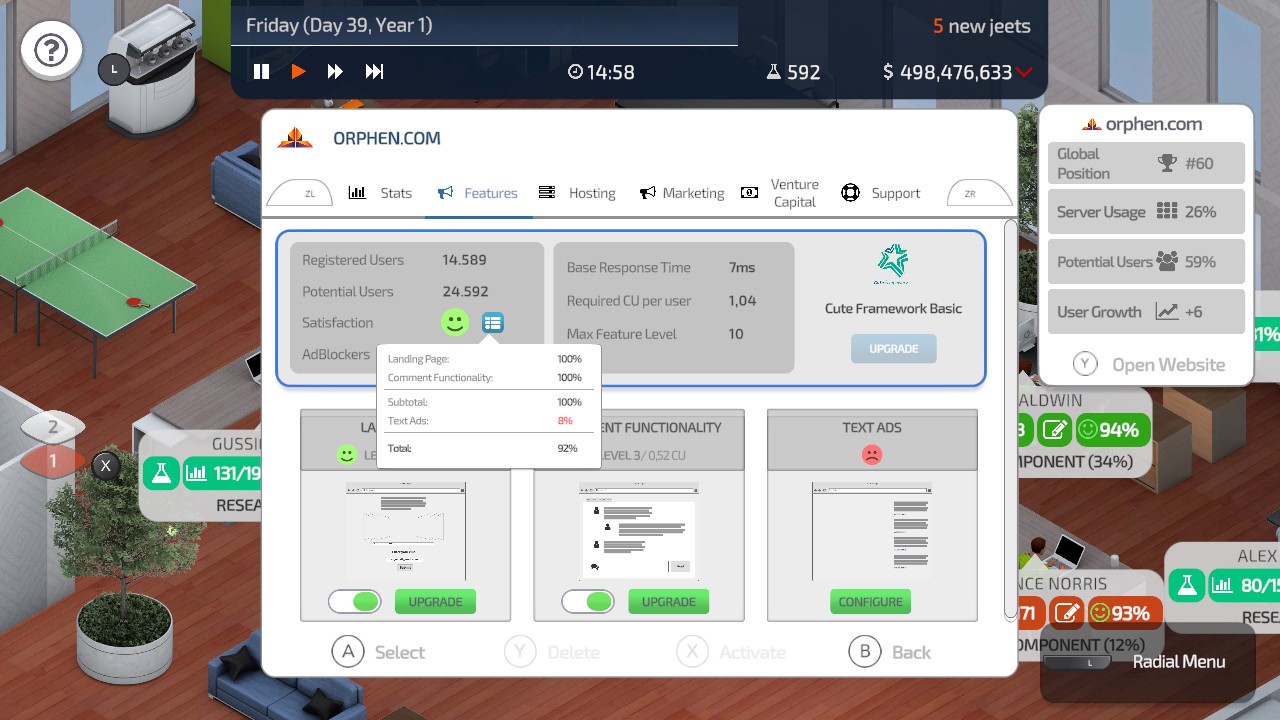 Friday (Day 39, Year 1)
5 new jeets
L
14:58
592
$ 498,476,633
ORPHEN.COM
ZL
Stats
Features
Hosting
Marketing
Venture
Capital
Support
ZR
orphen.com
Global
Position
#60
Server Usage
26%
Potential Users
59%
User Growth
+6
Y
Open Website
Registered Users
14.589
Potential Users
24.592
Satisfaction
AdBlockers
Base Response Time
7ms
Required CU per user
1,04
Max Feature Level
10
Cute Framework Basic
UPGRADE
Landing Page:
100%
Comment Functionality:
100%
Subtotal:
100%
Text Ads:
8%
Total:
92%
LA
LE
ENT FUNCTIONALITY
LEVEL 3/ 0,52 CU
TEXT ADS
UPGRADE
UPGRADE
CONFIGURE
A
Select
Y
Delete
X
Activate
B
Back
2
1
X
GUSSI
131/19
RESEA
31%
ALDWIN
94%
MPONENT (34%)
NCE NORRIS
71
93%
OMPONENT (12%)
ALEX
80/15
RESEA
L
Radial Menu